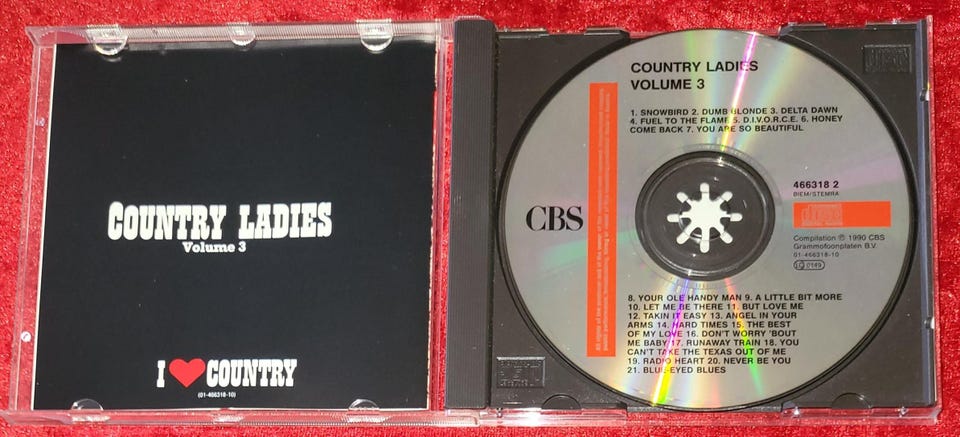 COUNTRY LADIES
Volume 3
I ❤ COUNTRY
(01-466318-10)
COUNTRY LADIES
VOLUME 3
1. SNOWBIRD 2. DUMB BLONDE 3. DELTA DAWN
4. FUEL TO THE FLAME 5. D.I.V.O.R.C.E. 6. HONEY
COME BACK 7. YOU ARE SO BEAUTIFUL
CBS
466318 2
BIEM/STEMRA
Compilation ℗ 1990 CBS
Grammofoonplaten B.V.
01-466318-10
LC 0149
8. YOUR OLE HANDY MAN 9. A LITTLE BIT MORE
10. LET ME BE THERE 11. BUT LOVE ME
12. TAKIN IT EASY 13. ANGEL IN YOUR
ARMS 14. HARD TIMES 15. THE BEST
OF MY LOVE 16. DON'T WORRY 'BOUT
ME BABY 17. RUNAWAY TRAIN 18. YOU
CAN'T TAKE THE TEXAS OUT OF ME
19. RADIO HEART 20. NEVER BE YOU
21. BLUE-EYED BLUES